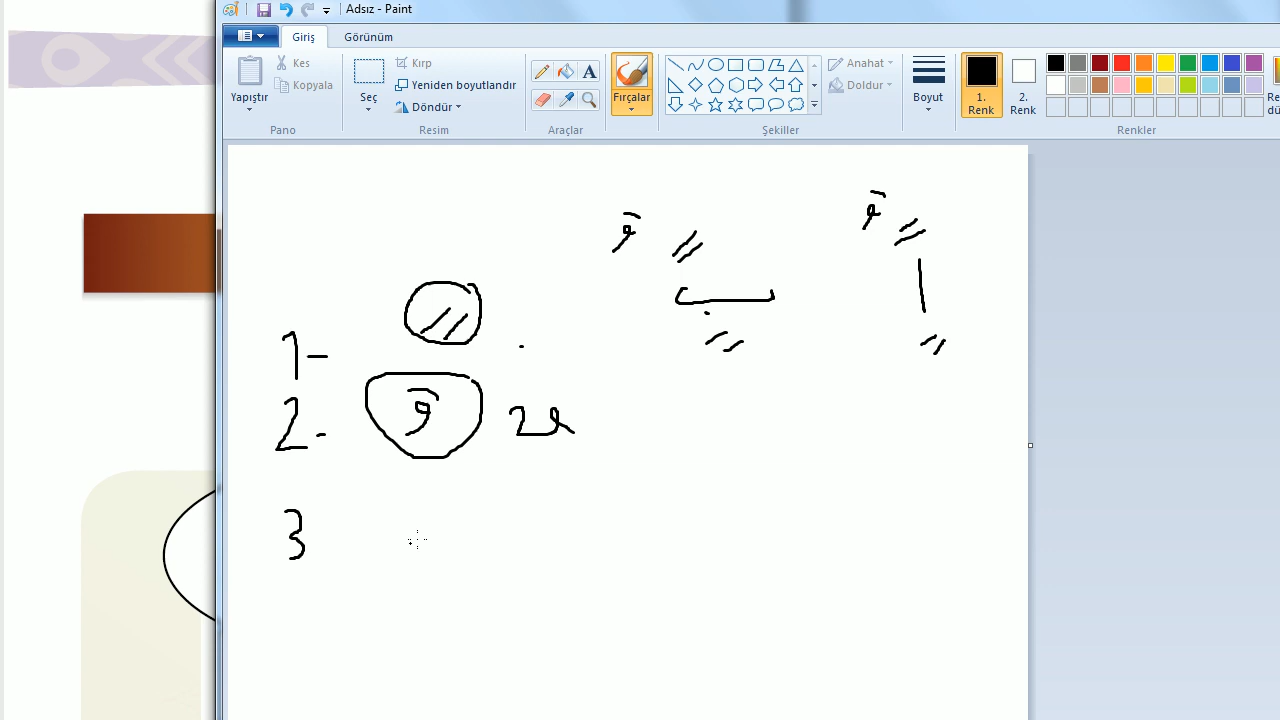 Adsız - Paint
Giriş Görünüm
Yapıştır
Kes
Kopyala
Pano
Seç
Kırp
Yeniden boyutlandır
Döndür
Resim
A
Araçlar
Fırçalar
Anahat
Doldur
Şekiller
Boyut
1. Renk
2. Renk
Renkler
1-
2-
3